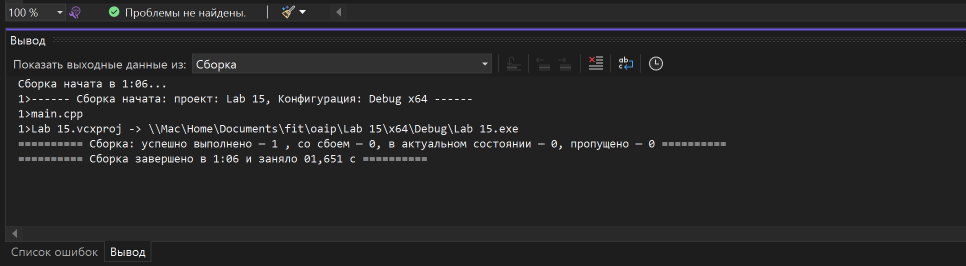 100 %
Проблемы не найдены.
Вывод
Показать выходные данные из: Сборка
Сборка начата в 1:06...
1>------ Сборка начата: проект: Lab 15, Конфигурация: Debug x64 ------
1>main.cpp
1>Lab 15.vcxproj -> \\Mac\Home\Documents\fit\oaip\Lab 15\x64\Debug\Lab 15.exe
========== Сборка: успешно выполнено — 1 , со сбоем — 0, в актуальном состоянии — 0, пропущено — 0 ==========
========== Сборка завершено в 1:06 и заняло 01,651 с ==========
Список ошибок
Вывод